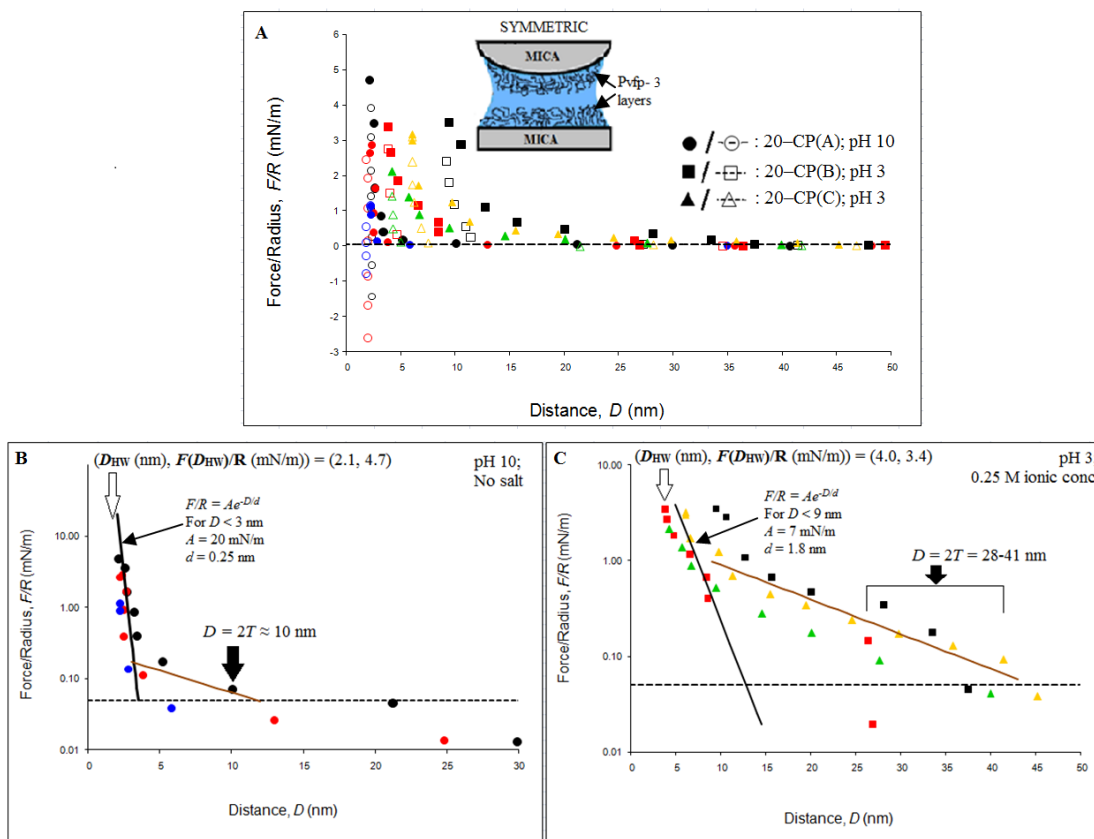 A
SYMMETRIC
MICA
Pvfp- 3
layers
MICA
: 20–CP(A); pH 10
: 20–CP(B); pH 3
: 20–CP(C); pH 3
Force/Radius, F/R (mN/m)
6
5
4
3
2
1
0
-1
-2
-3
0 5 10 15 20 25 30 35 40 45 50
Distance, D (nm)
B
(DHW (nm), F(DHW)/R (mN/m)) = (2.1, 4.7)
pH 10;
No salt
F/R = Ae-D/d
For D < 3 nm
A = 20 mN/m
d = 0.25 nm
D = 2T ≈ 10 nm
Force/Radius, F/R (mN/m)
10.00
1.00
0.10
0.01
0 5 10 15 20 25 30
Distance, D (nm)
C
(DHW (nm), F(DHW)/R (mN/m)) = (4.0, 3.4)
pH 3
0.25 M ionic conc
F/R = Ae-D/d
For D < 9 nm
A = 7 mN/m
d = 1.8 nm
D = 2T = 28-41 nm
Force/Radius, F/R (mN/m)
10.00
1.00
0.10
0.01
0 5 10 15 20 25 30 35 40 45 50
Distance, D (nm)